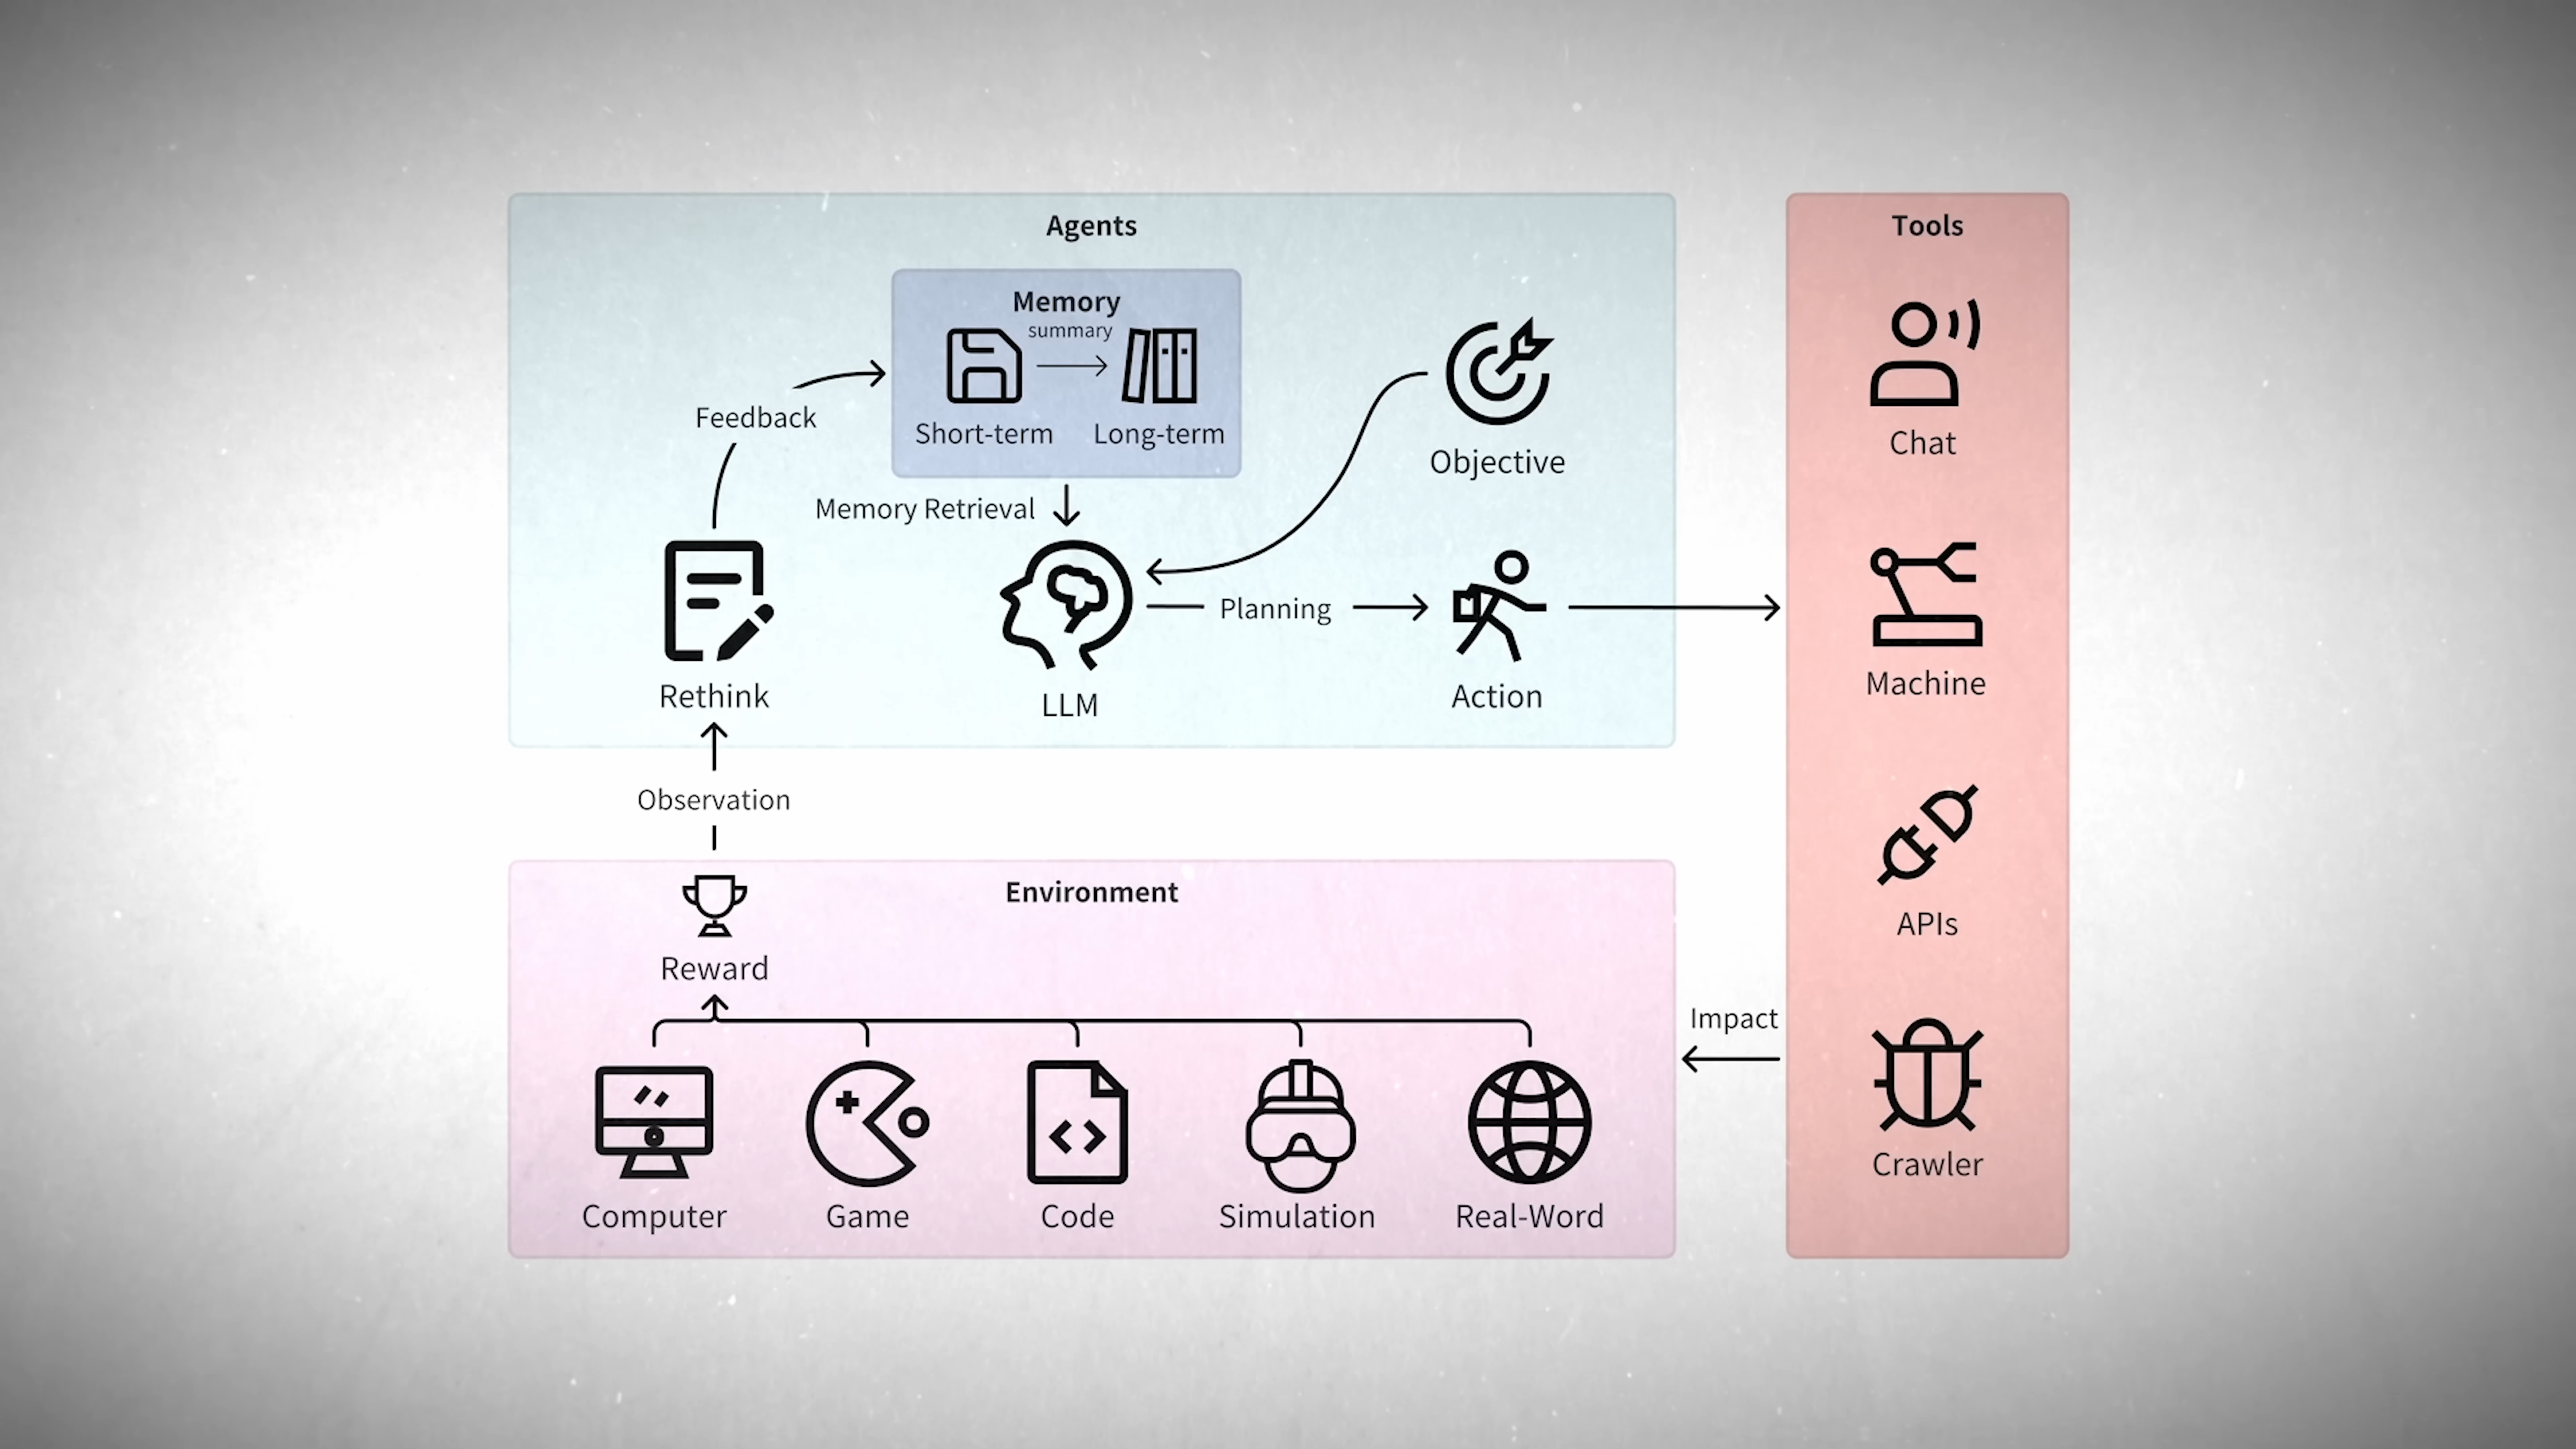 Agents
Memory
summary
Short-term
Long-term
Feedback
Memory Retrieval
Objective
Rethink
LLM
Planning
Action
Observation
Environment
Reward
Computer
Game
Code
Simulation
Real-Word
Impact
Tools
Chat
Machine
APIs
Crawler